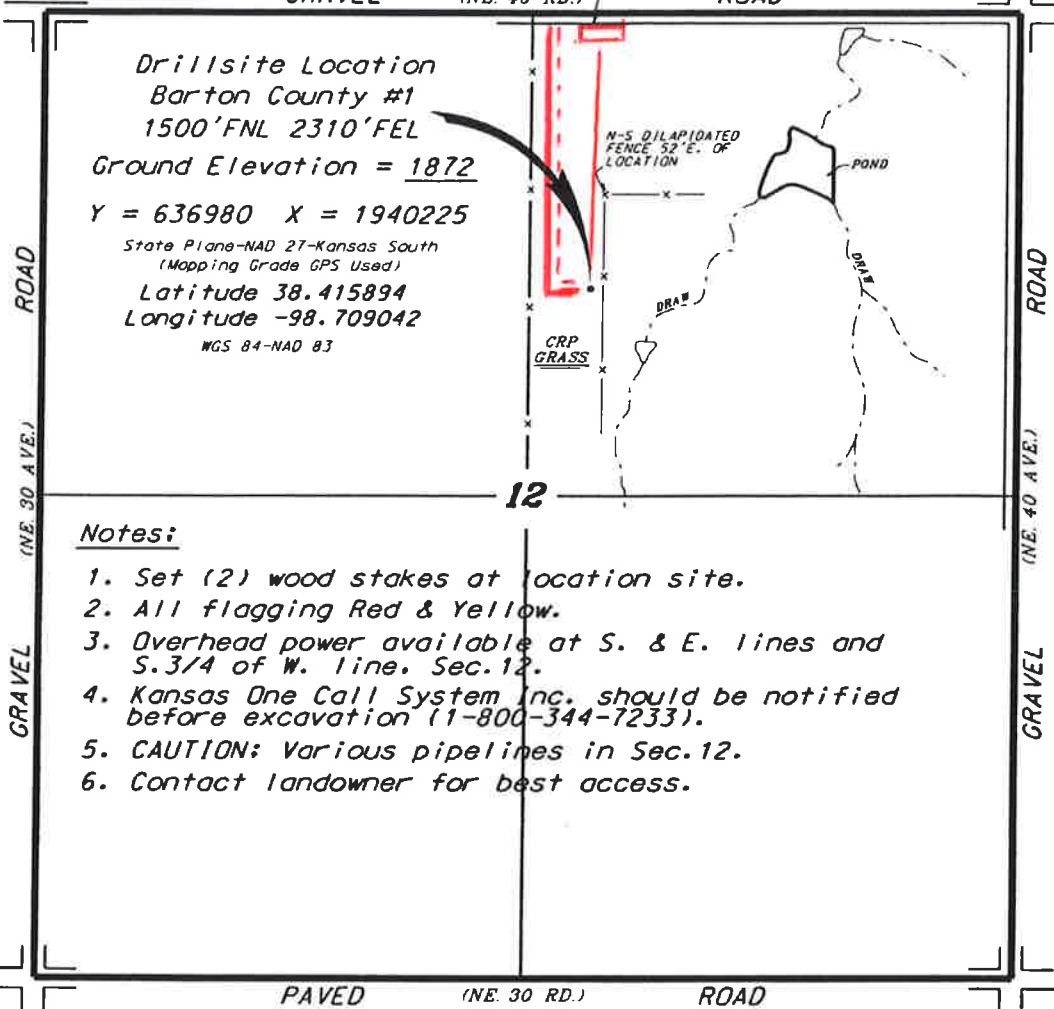 GRAVEL (NE. 40 RD.) ROAD
Drillsite Location
Barton County #1
1500'FNL 2310'FEL
Ground Elevation = 1872
Y = 636980 X = 1940225
State Plane-NAD 27-Kansas South
(Mapping Grade GPS Used)
Latitude 38.415894
Longitude -98.709042
WGS 84-NAD 83
N-S DILAPIDATED
FENCE 52'E. OF
LOCATION
POND
DRAW
DRAW
CRP
GRASS
ROAD
(NE. 30 AVE.)
GRAVEL
ROAD
(NE. 40 AVE.)
GRAVEL
12
Notes:
1. Set (2) wood stakes at location site.
2. All flagging Red & Yellow.
3. Overhead power available at S. & E. lines and
S.3/4 of W. line. Sec.12.
4. Kansas One Call System Inc. should be notified
before excavation (1-800-344-7233).
5. CAUTION: Various pipelines in Sec.12.
6. Contact landowner for best access.
PAVED (NE. 30 RD.) ROAD